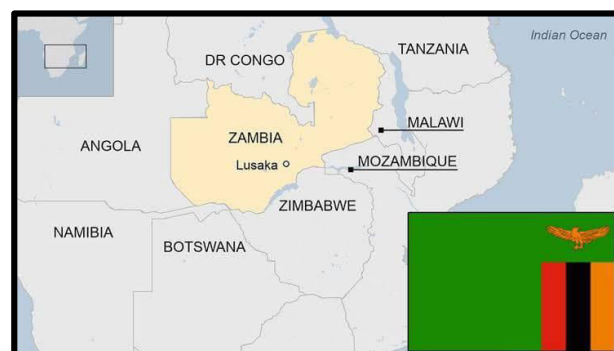 Indian Ocean
TANZANIA
DR CONGO
MALAWI
ZAMBIA
ANGOLA
Lusaka
MOZAMBIQUE
ZIMBABWE
NAMIBIA
BOTSWANA